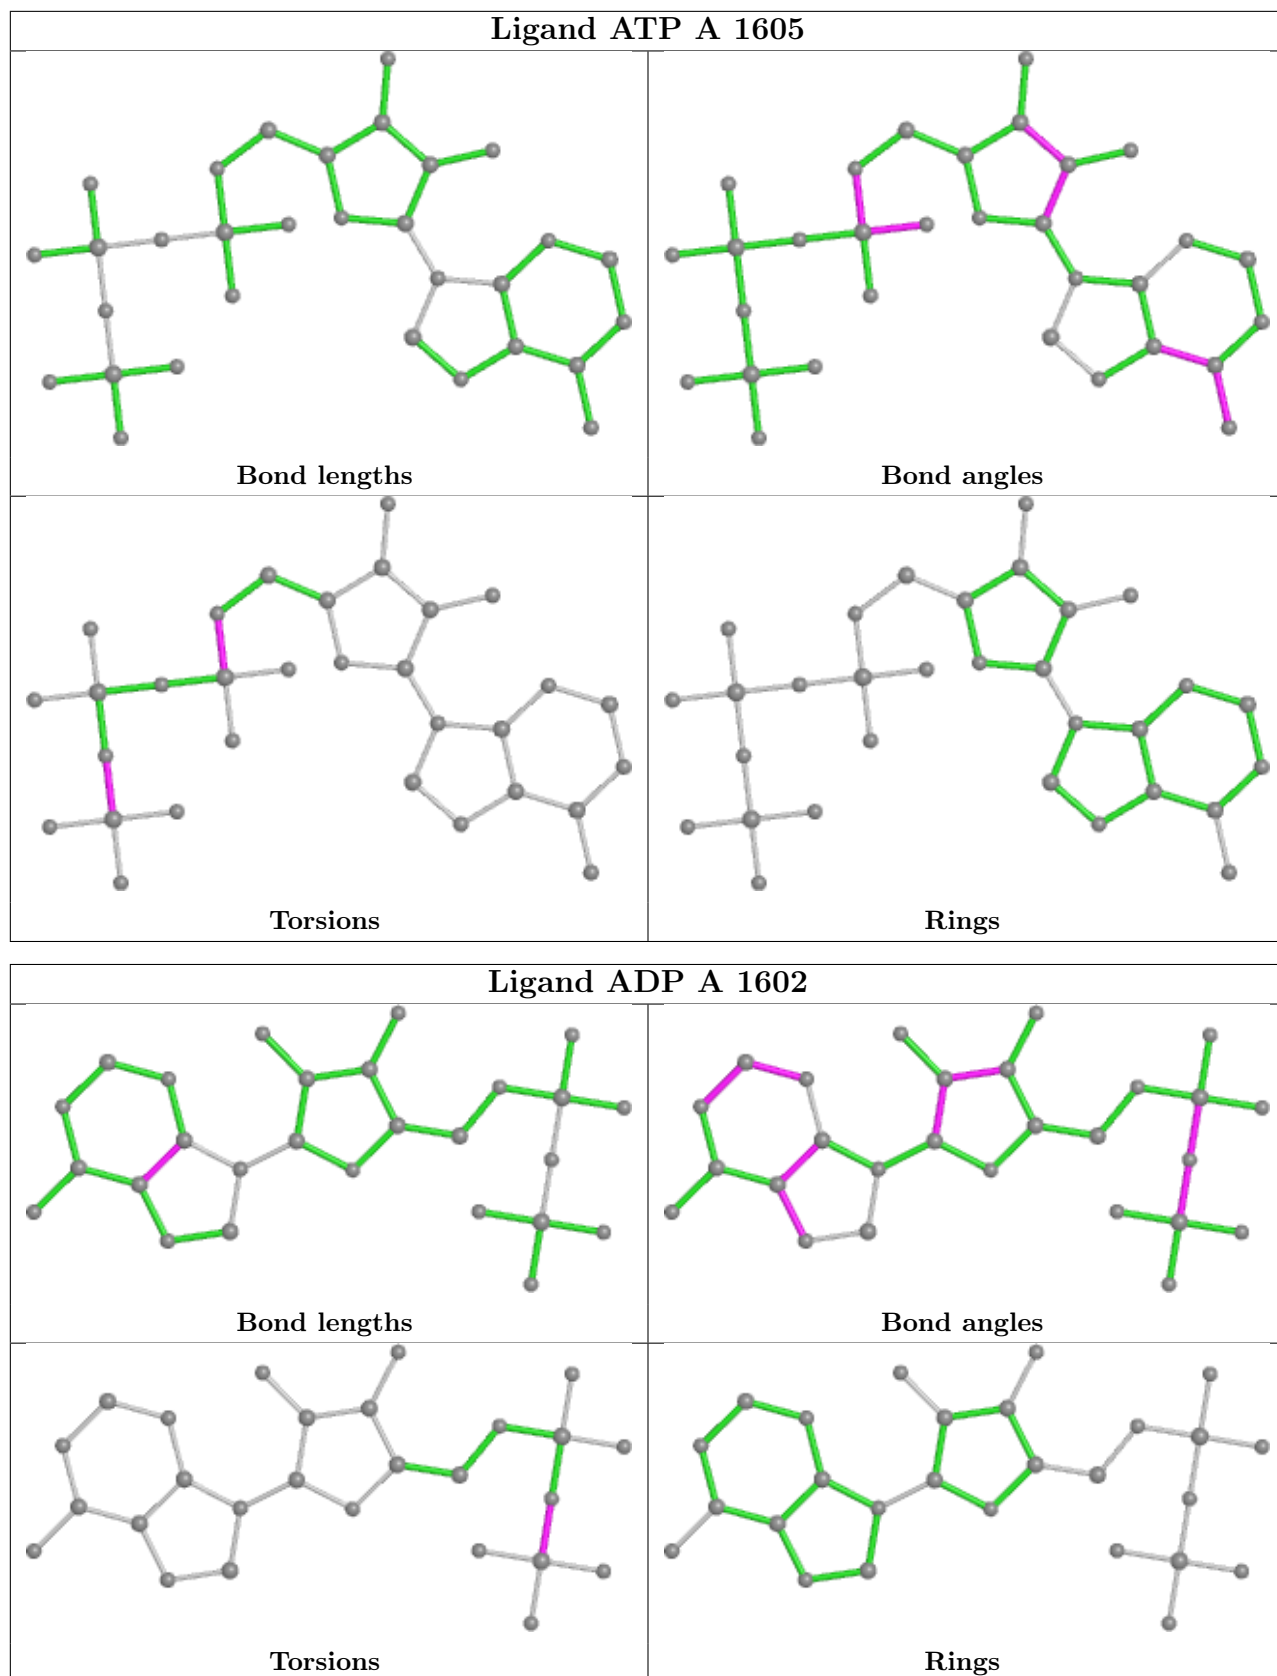 Ligand ATP A 1605
Bond lengths
Bond angles
Torsions
Rings
Ligand ADP A 1602
Bond lengths
Bond angles
Torsions
Rings